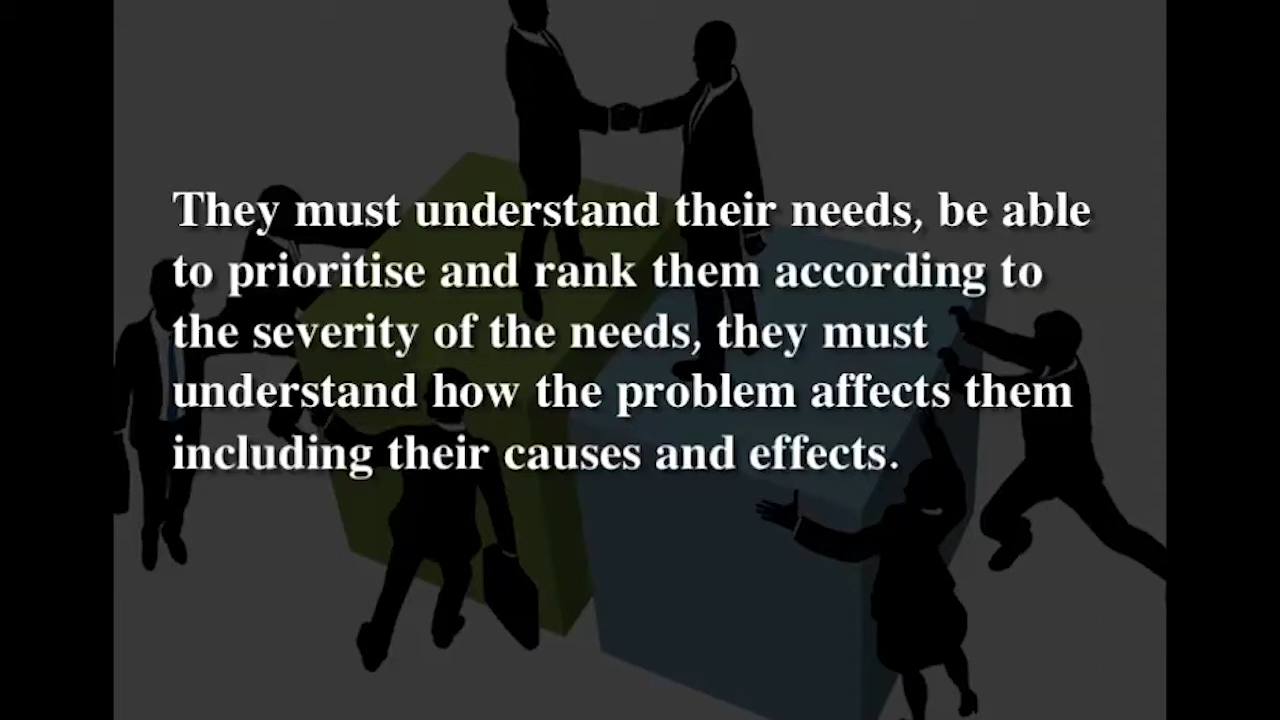 They must understand their needs, be able
to prioritise and rank them according to
the severity of the needs, they must
understand how the problem affects them
including their causes and effects.